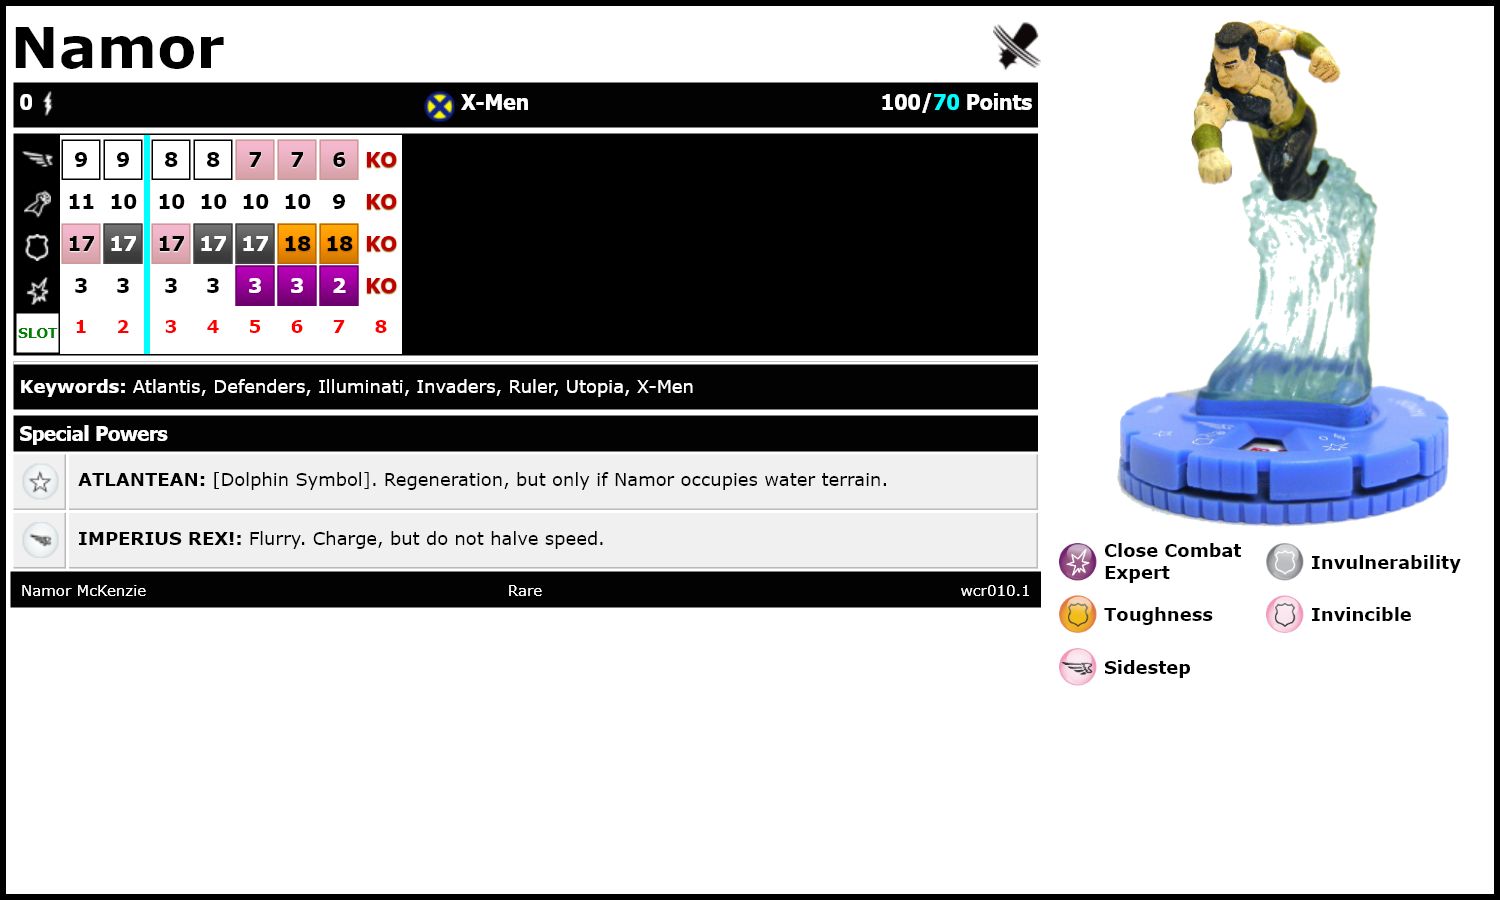 Namor
0 X-Men 100/70 Points
9 9 8 8 7 7 6 KO
11 10 10 10 10 10 9 KO
17 17 17 17 17 18 18 KO
3 3 3 3 3 3 2 KO
SLOT 1 2 3 4 5 6 7 8
Keywords: Atlantis, Defenders, Illuminati, Invaders, Ruler, Utopia, X-Men
Special Powers
ATLANTEAN: [Dolphin Symbol]. Regeneration, but only if Namor occupies water terrain.
IMPERIUS REX!: Flurry. Charge, but do not halve speed.
Namor McKenzie Rare wcr010.1
Close Combat
Expert
Invulnerability
Toughness
Invincible
Sidestep